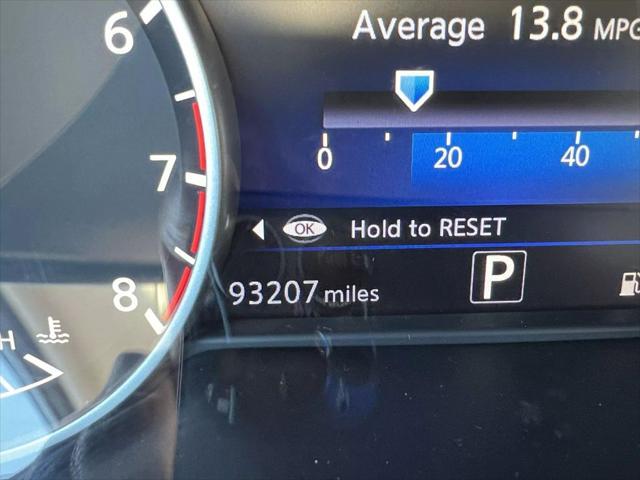 6
Average 13.8 MPG
7
0 20 40
OK Hold to RESET
8
93207 miles P
H